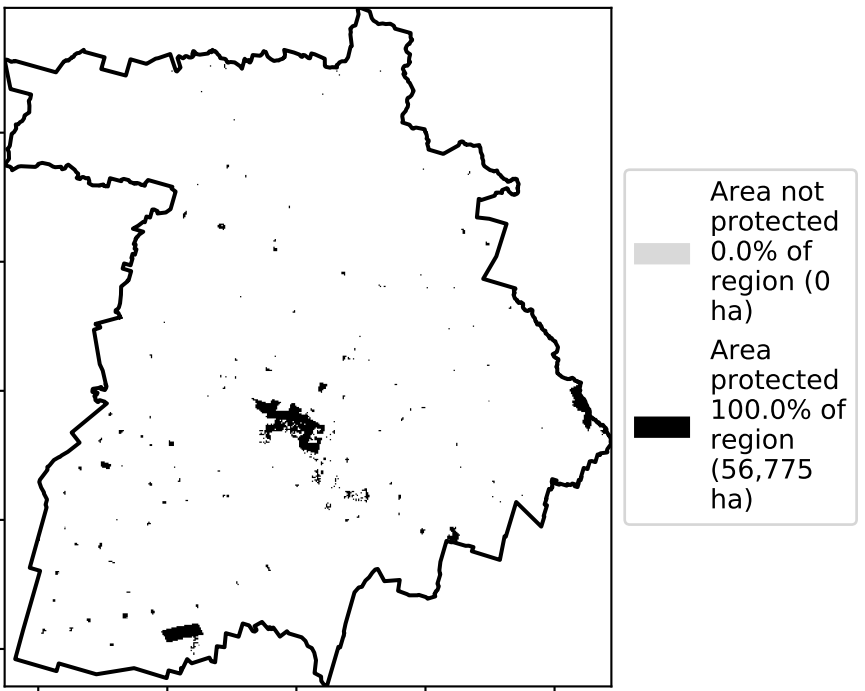 Area not
protected
0.0% of
region (0
ha)
Area
protected
100.0% of
region
(56,775
ha)